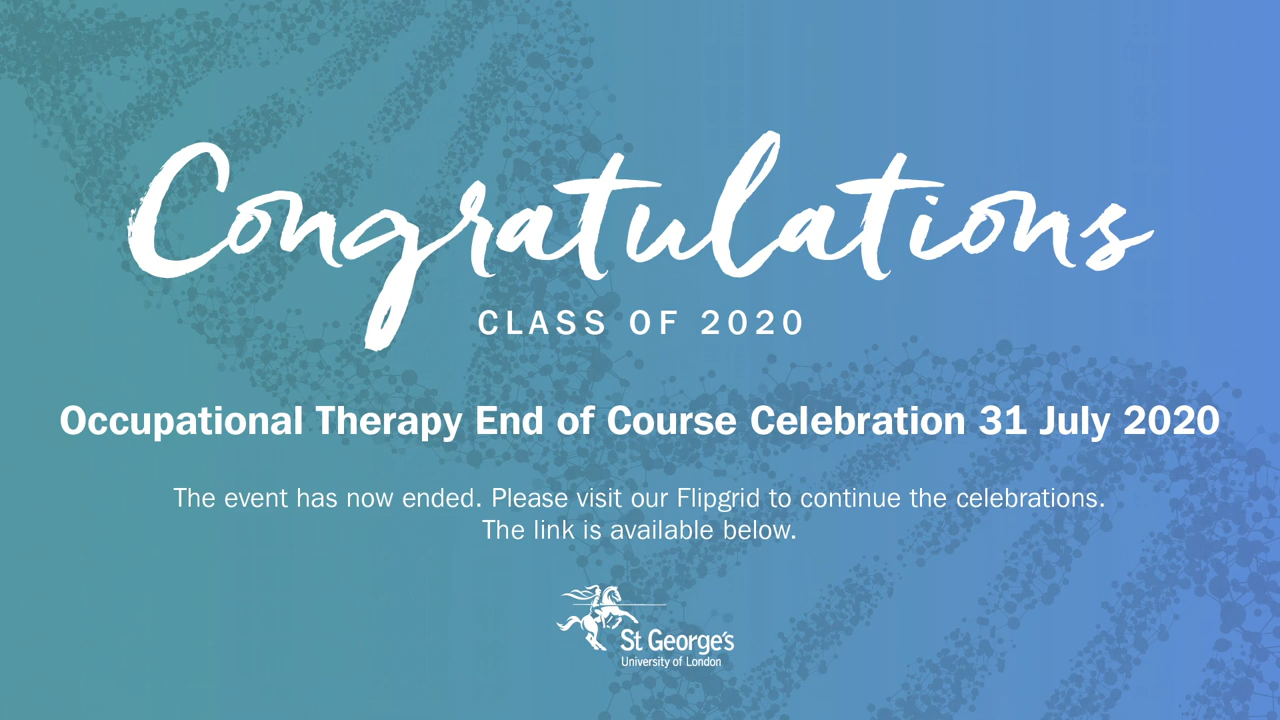 Congratulations
CLASS OF 2020
Occupational Therapy End of Course Celebration 31 July 2020
The event has now ended. Please visit our Flipgrid to continue the celebrations.
The link is available below.
St George's
University of London